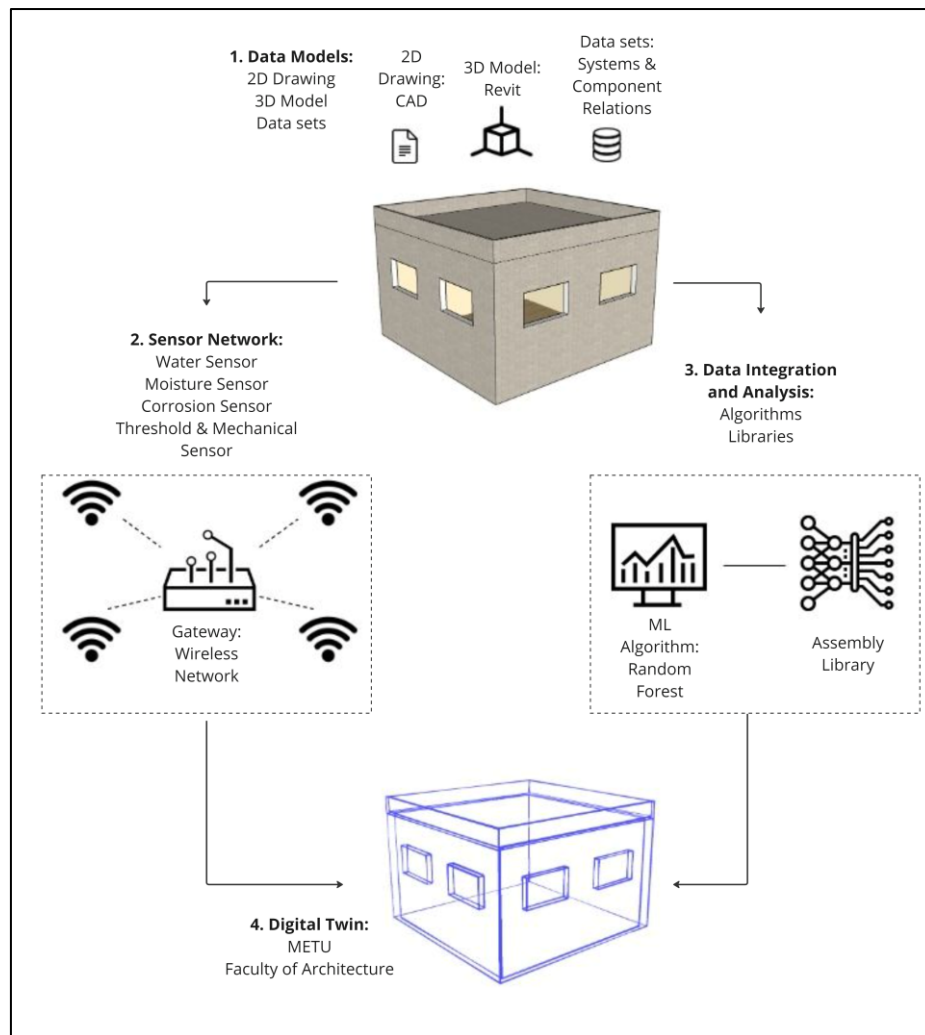 1. Data Models:
2D Drawing
3D Model
Data sets
2D
Drawing:
CAD
3D Model:
Revit
Data sets:
Systems &
Component
Relations
2. Sensor Network:
Water Sensor
Moisture Sensor
Corrosion Sensor
Threshold & Mechanical
Sensor
Gateway:
Wireless
Network
3. Data Integration
and Analysis:
Algorithms
Libraries
ML
Algorithm:
Random
Forest
Assembly
Library
4. Digital Twin:
METU
Faculty of Architecture